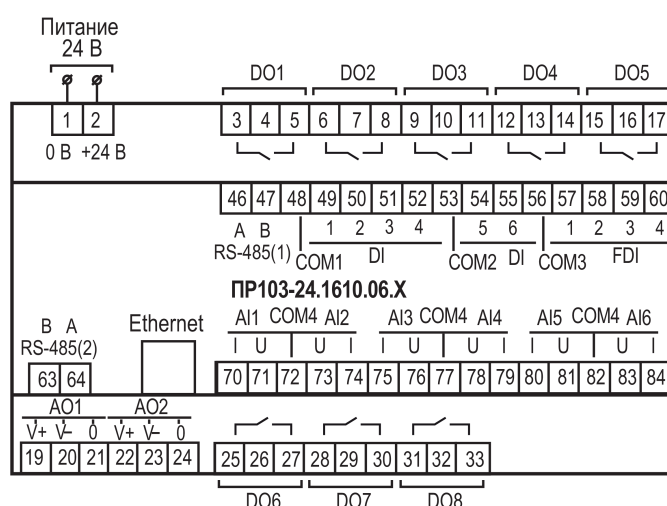 Питание
24 В
DO1 DO2 DO3 DO4 DO5
1 2 3 4 5 6 7 8 9 10 11 12 13 14 15 16 17
0 В +24 В
46 47 48 49 50 51 52 53 54 55 56 57 58 59 60
A B 1 2 3 4 5 6 1 2 3 4
RS-485(1) COM1 DI COM2 DI COM3 FDI
ПР103-24.1610.06.X
B A Ethernet AI1 COM4 AI2 AI3 COM4 AI4 AI5 COM4 AI6
RS-485(2) I U U I I U U I I U U I
63 64 70 71 72 73 74 75 76 77 78 79 80 81 82 83 84
AO1 AO2
V+ V– 0 V+ V– 0
19 20 21 22 23 24 25 26 27 28 29 30 31 32 33
DO6 DO7 DO8